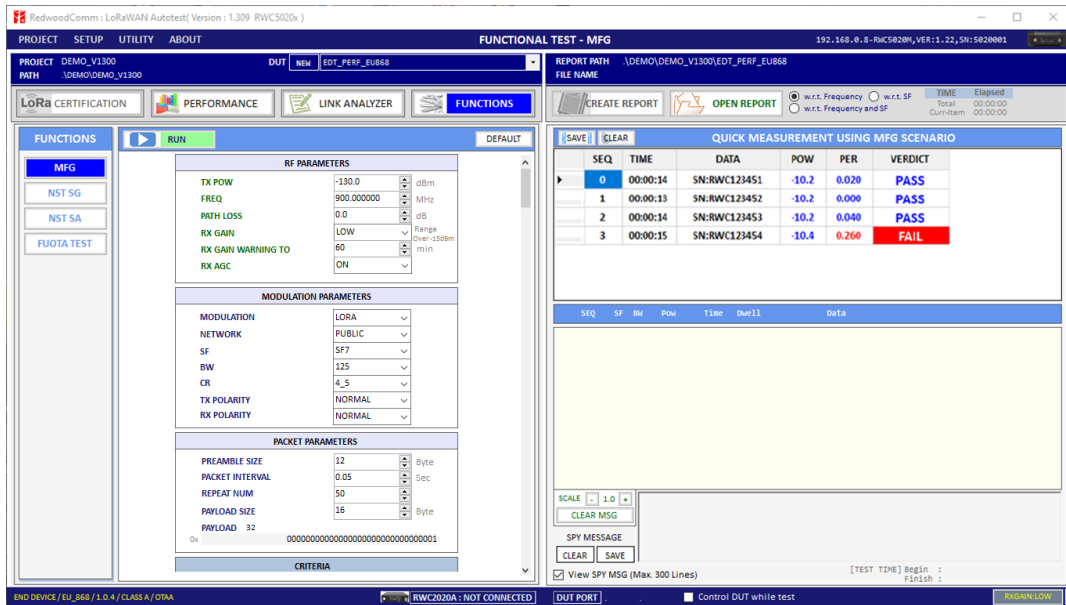 RedwoodComm : LoRaWAN Autotest( Version : 1.309  RWC5020x )
PROJECT SETUP UTILITY ABOUT
FUNCTIONAL TEST - MFG
192.168.0.8-RWC5020M,VER:1.22,SN:5020001
PROJECT DEMO_V1300
DUT NEW EDT_PERF_EU868
PATH .\DEMO\DEMO_V1300
REPORT PATH .\DEMO\DEMO_V1300\EDT_PERF_EU868
FILE NAME
LoRa CERTIFICATION
PERFORMANCE
LINK ANALYZER
FUNCTIONS
CREATE REPORT
OPEN REPORT
w.r.t. Frequency w.r.t. SF
w.r.t. Frequency and SF
TIME Elapsed
Total 00:00:00
Curr-Item 00:00:00
FUNCTIONS
MFG
NST SG
NST SA
FUOTA TEST
RUN
DEFAULT
RF PARAMETERS
TX POW -130.0 dBm
FREQ 900.000000 MHz
PATH LOSS 0.0 dB
RX GAIN LOW Range Over-15dBm
RX GAIN WARNING TO 60 min
RX AGC ON
MODULATION PARAMETERS
MODULATION LORA
NETWORK PUBLIC
SF SF7
BW 125
CR 4_5
TX POLARITY NORMAL
RX POLARITY NORMAL
PACKET PARAMETERS
PREAMBLE SIZE 12 Byte
PACKET INTERVAL 0.05 Sec
REPEAT NUM 50
PAYLOAD SIZE 16 Byte
PAYLOAD 32
0x 00000000000000000000000000000001
CRITERIA
SAVE CLEAR
QUICK MEASUREMENT USING MFG SCENARIO
SEQ TIME DATA POW PER VERDICT
0 00:00:14 SN:RWC123451 -10.2 0.020 PASS
1 00:00:13 SN:RWC123452 -10.2 0.000 PASS
2 00:00:14 SN:RWC123453 -10.2 0.040 PASS
3 00:00:15 SN:RWC123454 -10.4 0.260 FAIL
SEQ SF BW Pow Time Dwell Data
SCALE - 1.0 +
CLEAR MSG
SPY MESSAGE
CLEAR SAVE
View SPY MSG (Max. 300 Lines)
[TEST TIME] Begin :
Finish :
END DEVICE / EU_868 / 1.0.4 / CLASS A / OTAA
RWC2020A : NOT CONNECTED
DUT PORT . .
Control DUT while test
RXGAIN:LOW